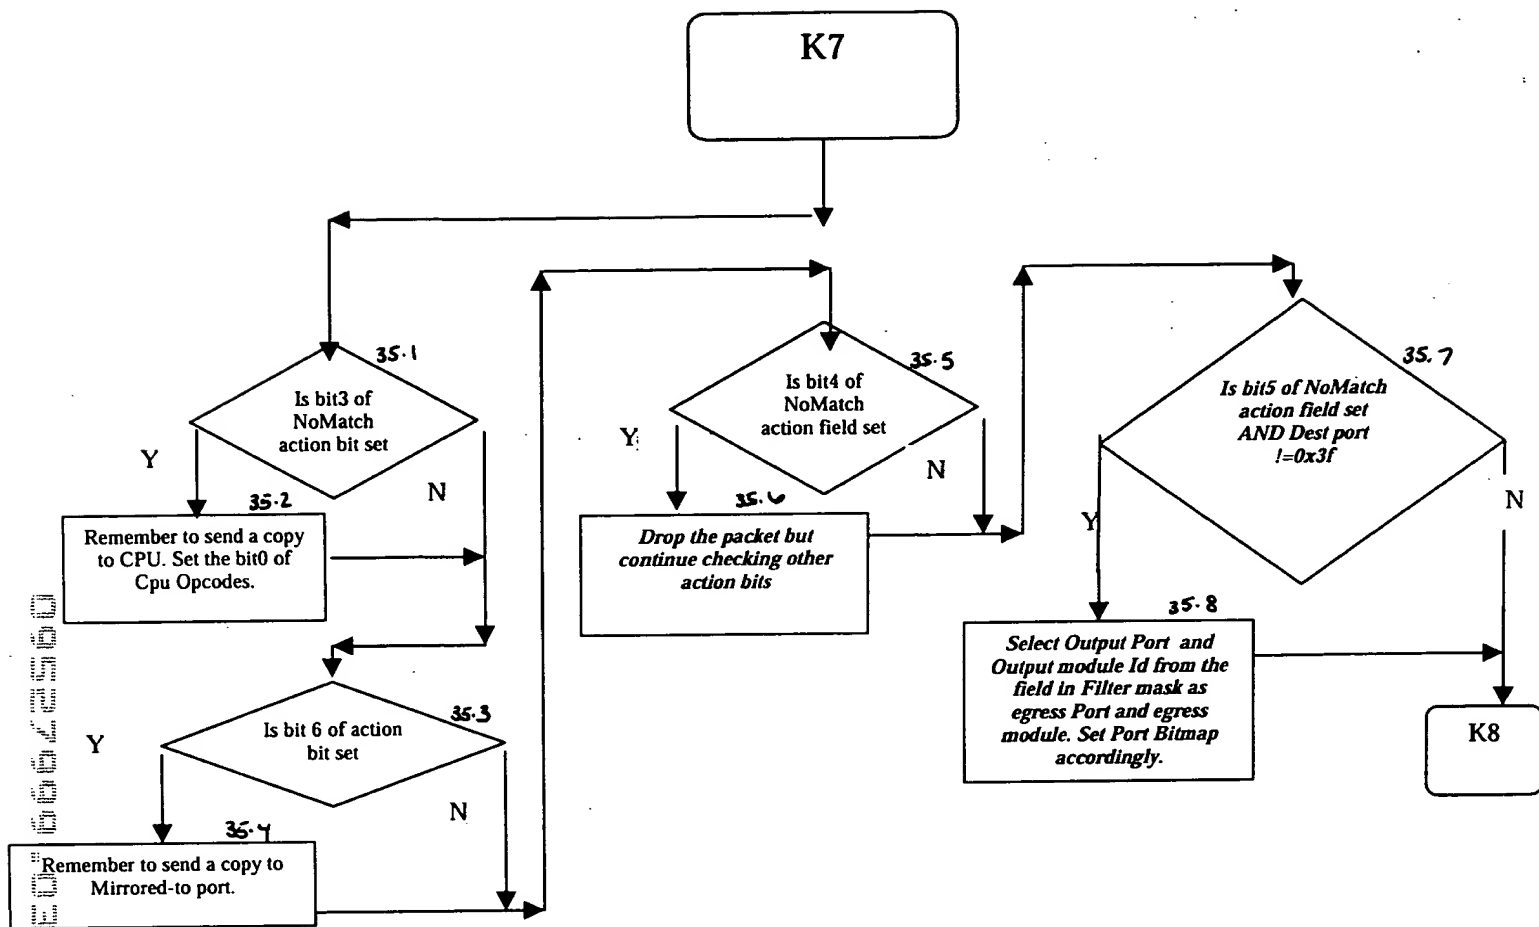 K7
35.1
Is bit3 of
NoMatch
action bit set
Y
N
35.2
Remember to send a copy
to CPU. Set the bit0 of
Cpu Opcodes.
35.3
Is bit 6 of action
bit set
Y
N
35.4
Remember to send a copy to
Mirrored-to port.
35.5
Is bit4 of
NoMatch
action field set
Y
N
35.6
Drop the packet but
continue checking other
action bits
35.7
Is bit5 of NoMatch
action field set
AND Dest port
!=0x3f
Y
N
35.8
Select Output Port and
Output module Id from the
field in Filter mask as
egress Port and egress
module. Set Port Bitmap
accordingly.
K8